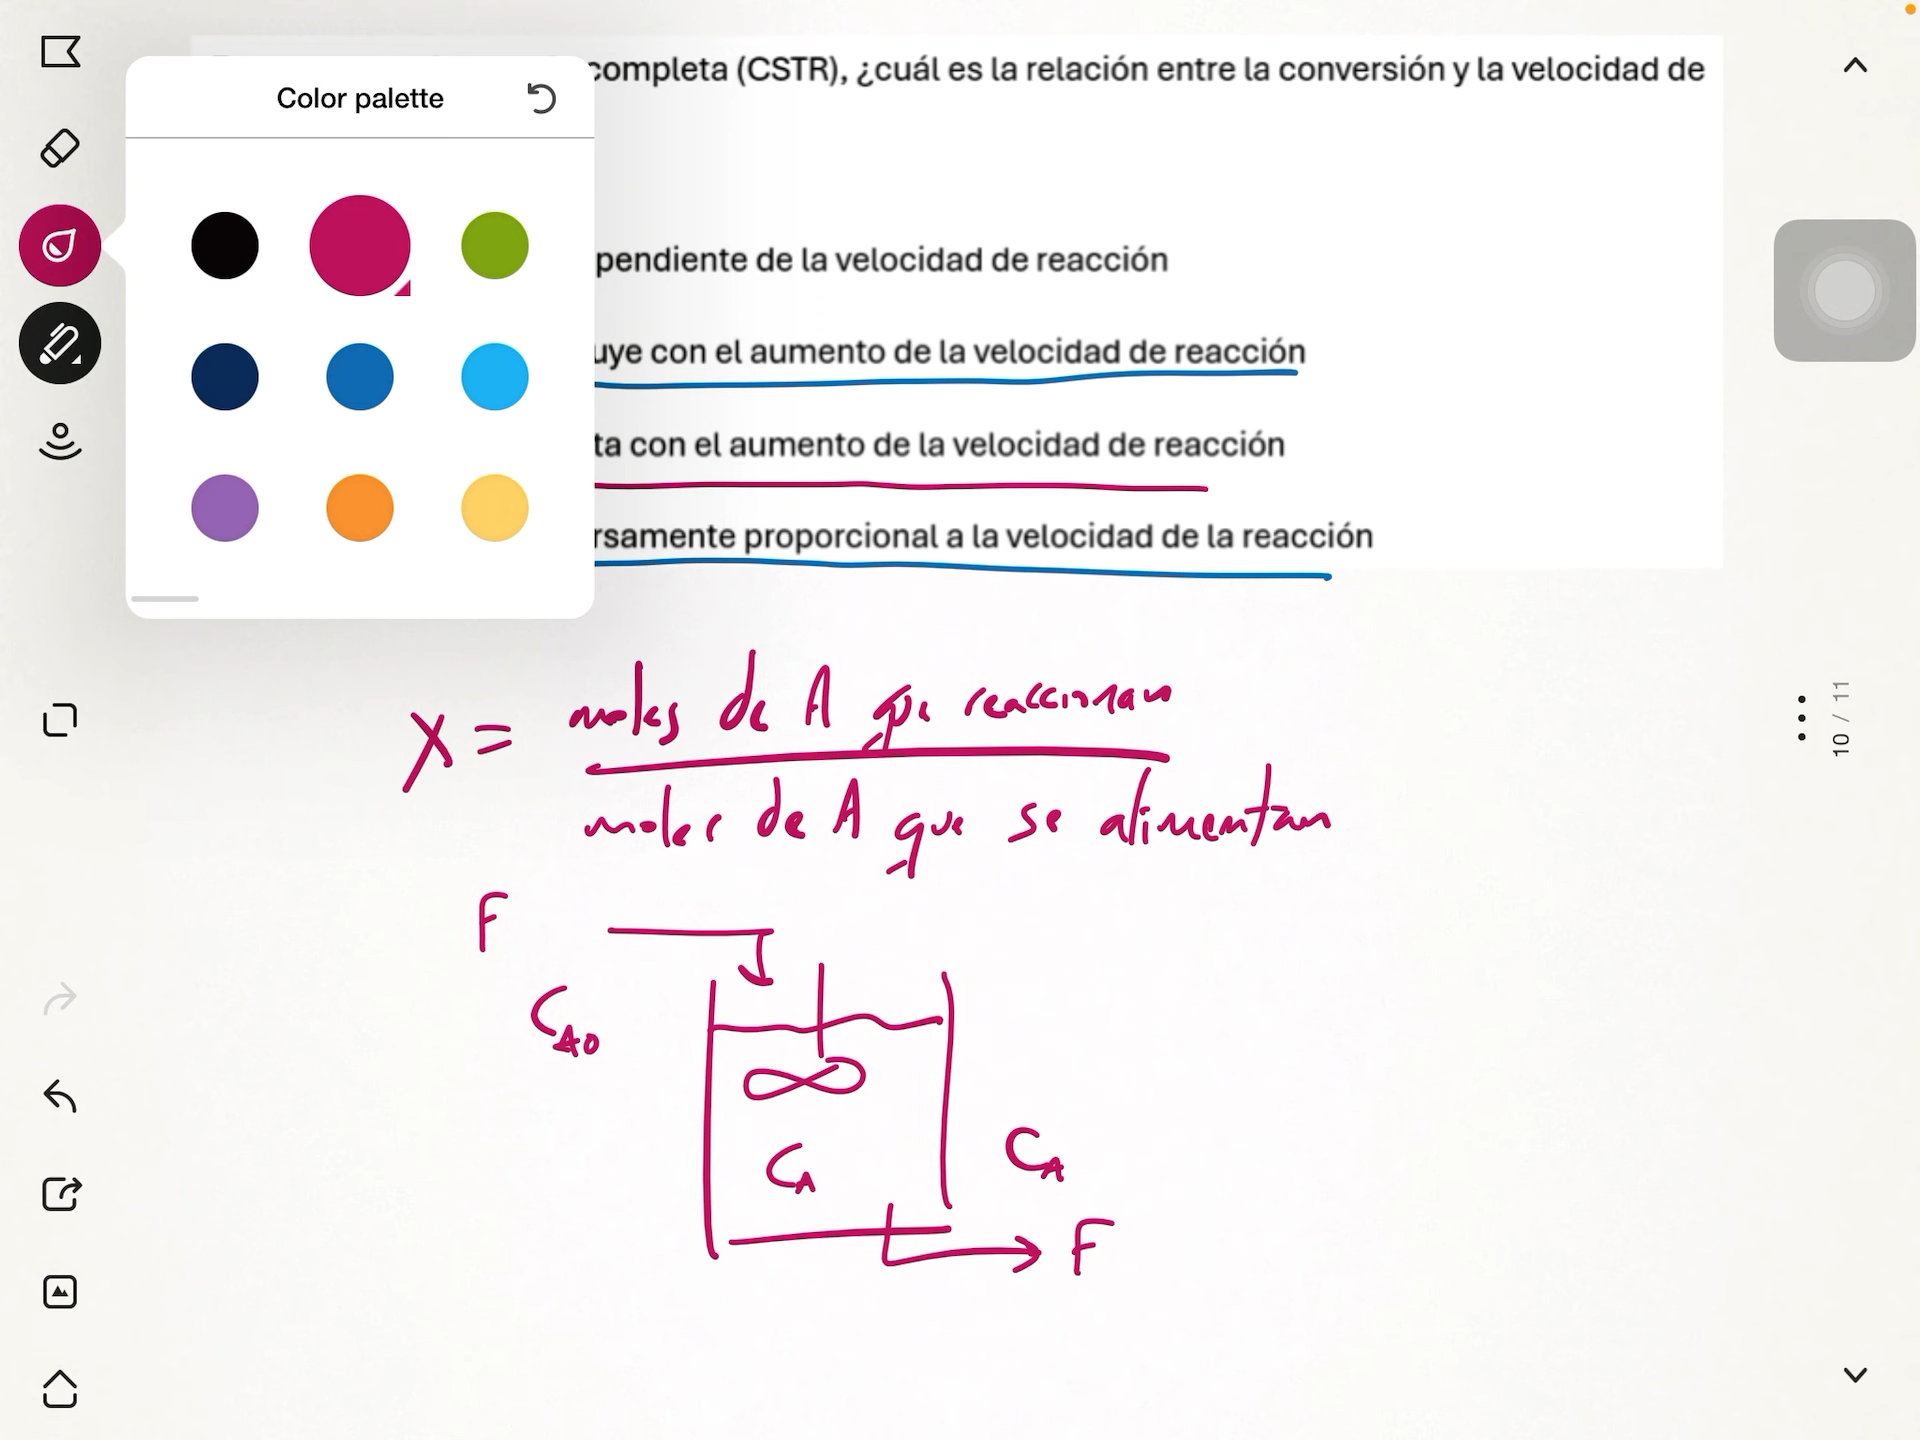 completa (CSTR), ¿cuál es la relación entre la conversión y la velocidad de
Color palette
pendiente de la velocidad de reacción
uye con el aumento de la velocidad de reacción
ta con el aumento de la velocidad de reacción
rsamente proporcional a la velocidad de la reacción
X = moles de A que reaccionan
moles de A que se alimentan
10 / 11
F
CA0
CA
CA
F